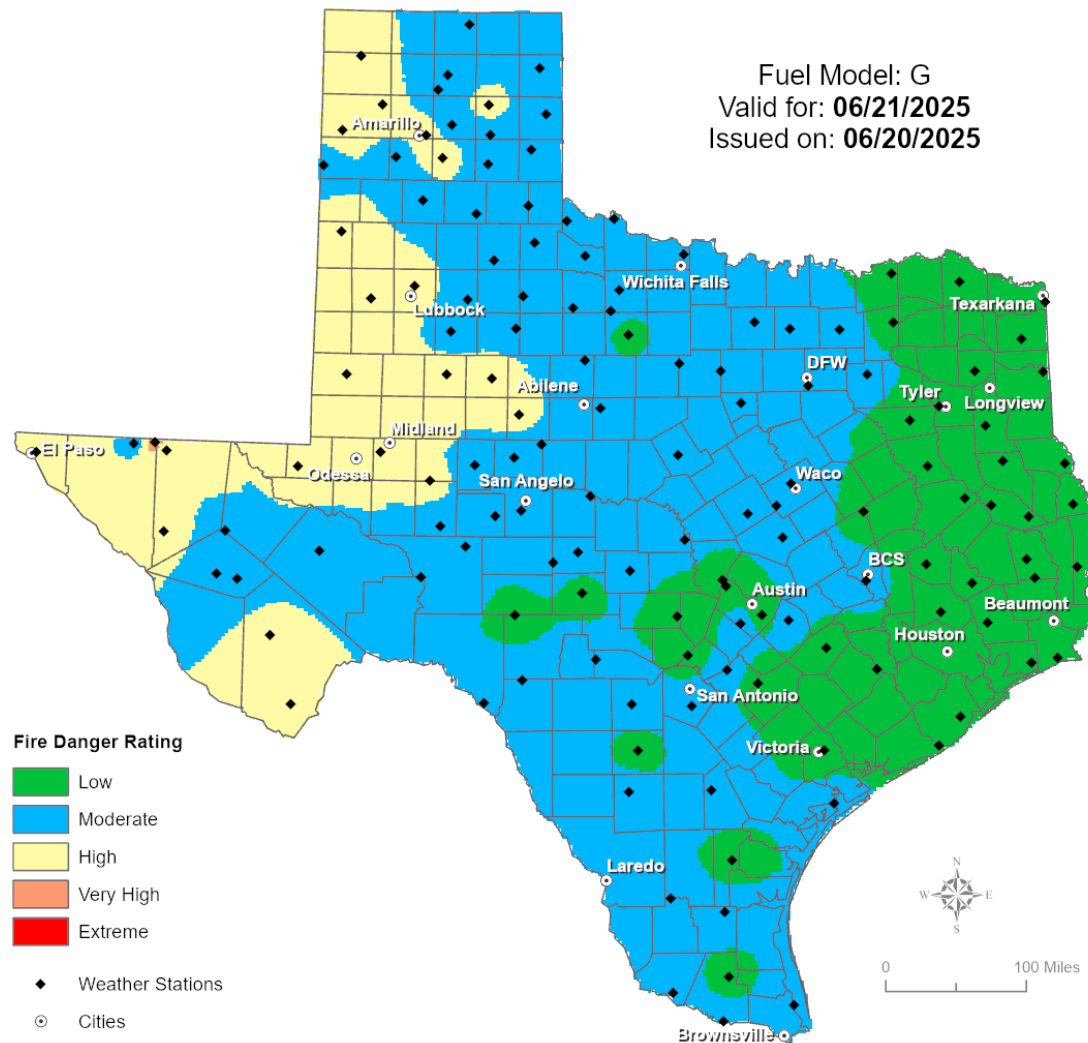 Fuel Model: G
Valid for: 06/21/2025
Issued on: 06/20/2025
Amarillo
Wichita Falls
Lubbock
Texarkana
DFW
Abilene
Tyler
Longview
Midland
El Paso
Odessa
San Angelo
Waco
BCS
Austin
Beaumont
Houston
San Antonio
Victoria
Laredo
Brownsville
Fire Danger Rating
Low
Moderate
High
Very High
Extreme
Weather Stations
Cities
N
W E
S
0 100 Miles